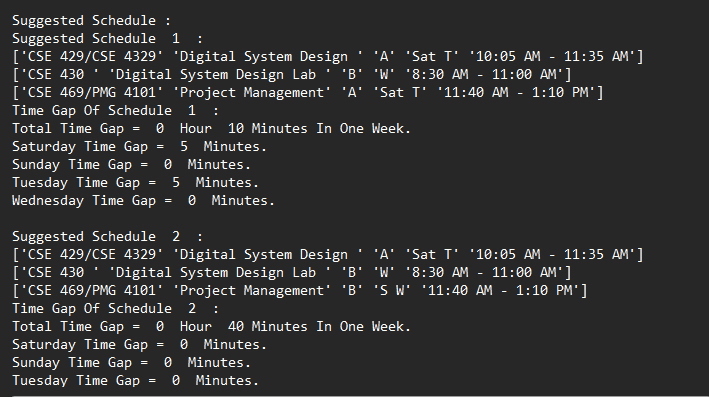 Suggested Schedule :
Suggested Schedule  1  :
['CSE 429/CSE 4329' 'Digital System Design ' 'A' 'Sat T' '10:05 AM - 11:35 AM']
['CSE 430 ' 'Digital System Design Lab ' 'B' 'W' '8:30 AM - 11:00 AM']
['CSE 469/PMG 4101' 'Project Management' 'A' 'Sat T' '11:40 AM - 1:10 PM']
Time Gap Of Schedule  1  :
Total Time Gap =  0  Hour  10 Minutes In One Week.
Saturday Time Gap =  5  Minutes.
Sunday Time Gap =  0  Minutes.
Tuesday Time Gap =  5  Minutes.
Wednesday Time Gap =  0  Minutes.
Suggested Schedule  2  :
['CSE 429/CSE 4329' 'Digital System Design ' 'A' 'Sat T' '10:05 AM - 11:35 AM']
['CSE 430 ' 'Digital System Design Lab ' 'B' 'W' '8:30 AM - 11:00 AM']
['CSE 469/PMG 4101' 'Project Management' 'B' 'S W' '11:40 AM - 1:10 PM']
Time Gap Of Schedule  2  :
Total Time Gap =  0  Hour  40 Minutes In One Week.
Saturday Time Gap =  0  Minutes.
Sunday Time Gap =  0  Minutes.
Tuesday Time Gap =  0  Minutes.